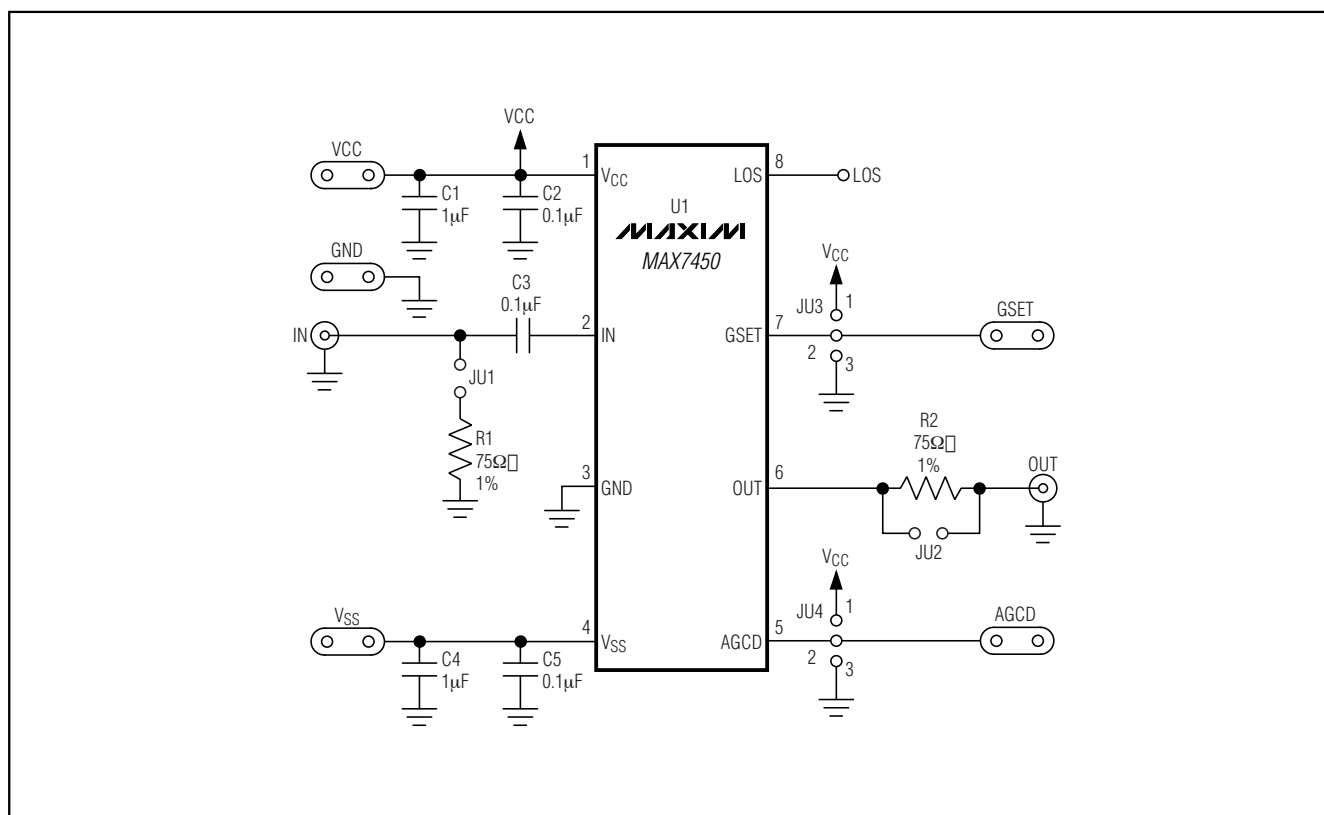 VCC
VCC
C1
1µF
C2
0.1µF
GND
IN
C3
0.1µF
JU1
R1
75Ω▯
1%
VSS
C4
1µF
C5
0.1µF
1
VCC
2
IN
3
GND
4
VSS
U1
MAXIM
MAX7450
LOS
8
LOS
GSET
7
VCC
JU3
1
2
3
GSET
OUT
6
R2
75Ω▯
1%
JU2
OUT
AGCD
5
VCC
JU4
1
2
3
AGCD